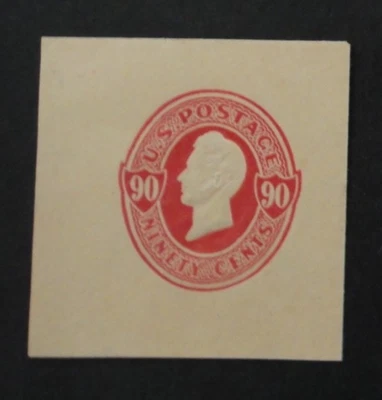 U.S. POSTAGE
90 90
NINETY CENTS